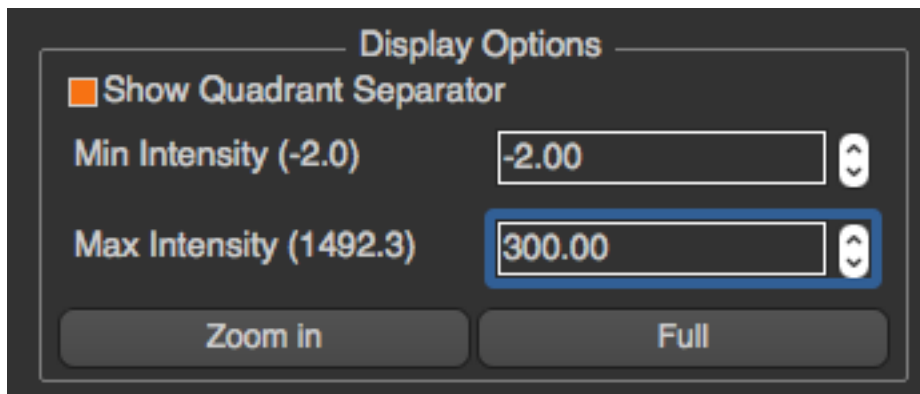 Display Options
Show Quadrant Separator
Min Intensity (-2.0) -2.00
Max Intensity (1492.3) 300.00
Zoom in Full